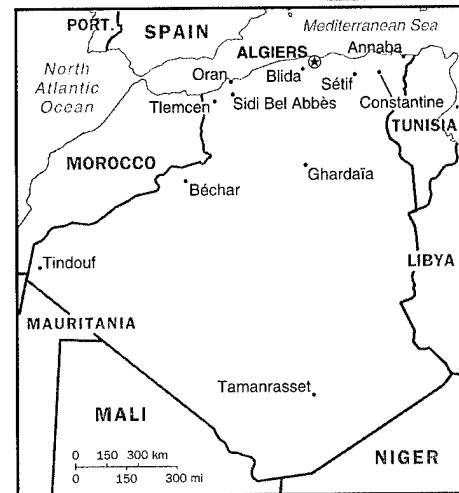 PORT.
SPAIN
Mediterranean Sea
ALGIERS
Annaba
North
Atlantic
Ocean
Oran
Blida
Sétif
Tlemcen
Sidi Bel Abbès
Constantine
TUNISIA
MOROCCO
Ghardaïa
Béchar
Tindouf
LIBYA
MAURITANIA
Tamanrasset
MALI
NIGER
0 150 300 km
0 150 300 mi